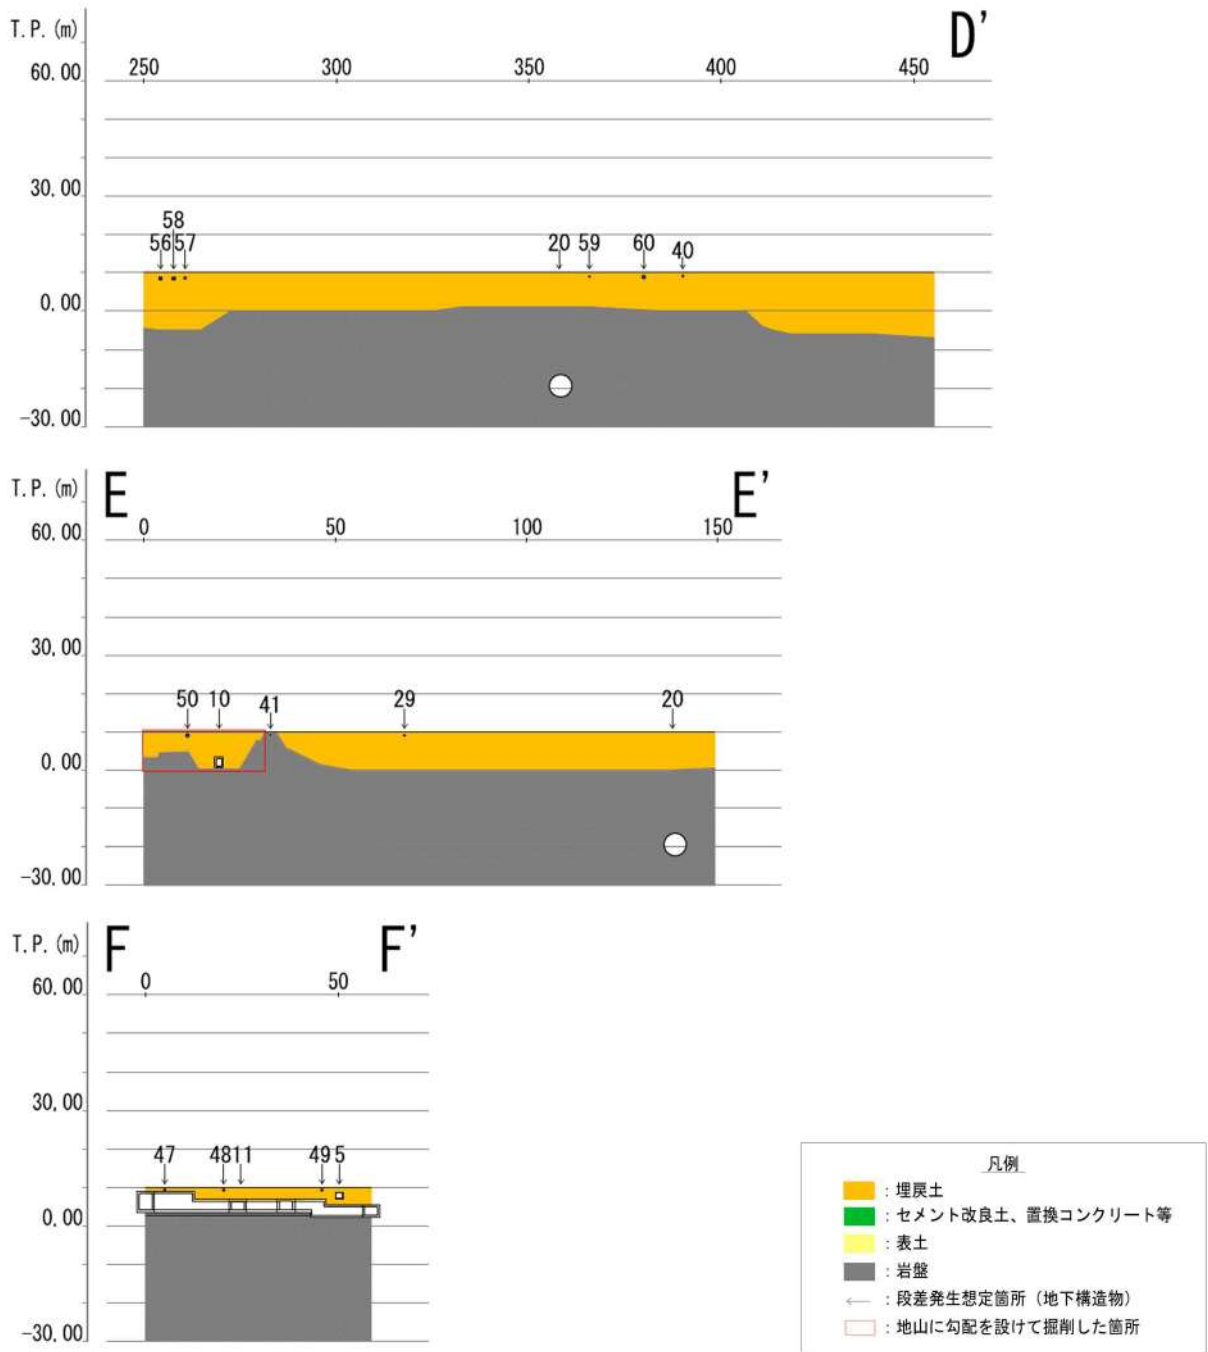 T.P. (m)
D'
250 300 350 400 450
60.00
30.00
58
56 57 20 59 60 40
0.00
-30.00
T.P. (m)
E E'
0 50 100 150
60.00
30.00
50 10 41 29 20
0.00
-30.00
T.P. (m)
F F'
0 50
60.00
30.00
47 48 11 49 5
0.00
-30.00
凡例
：埋戻土
：セメント改良土、置換コンクリート等
：表土
：岩盤
←：段差発生想定箇所（地下構造物）
：地山に勾配を設けて掘削した箇所